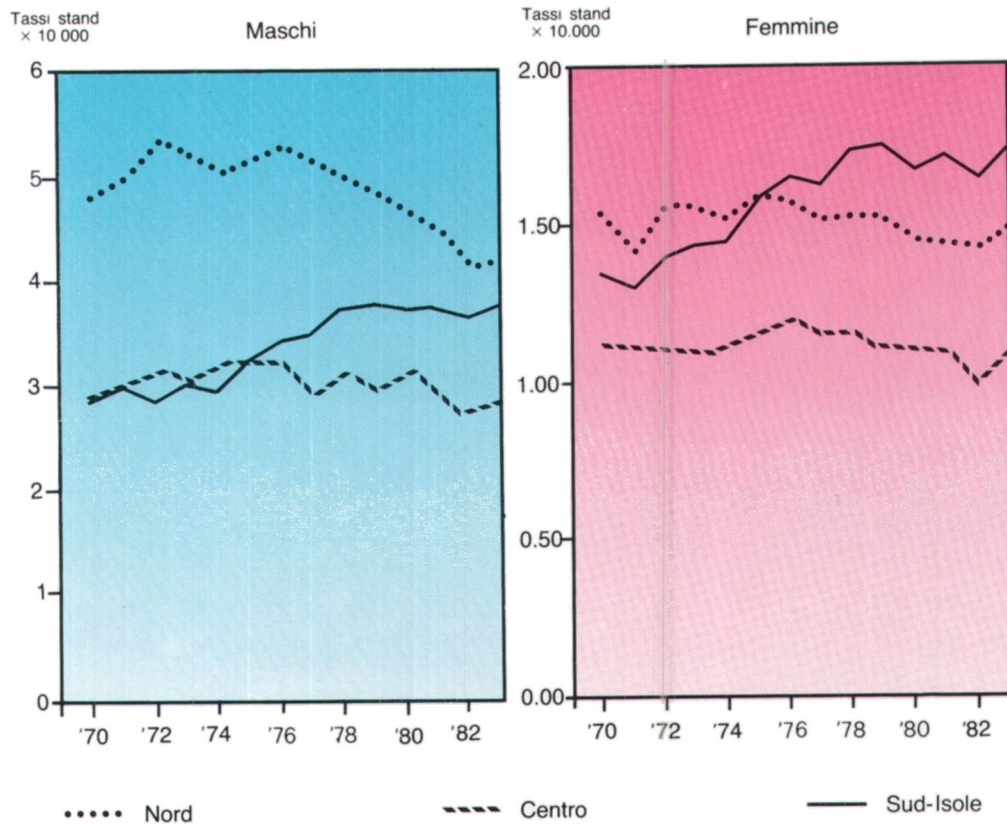 Tassı stand
× 10 000
Maschi
6
5
4
3
2
1
0
'70 '72 '74 '76 '78 '80 '82
Tassı stand
× 10.000
Femmine
2.00
1.50
1.00
0.50
0.00
'70 '72 '74 '76 '78 '80 '82
Nord
Centro
Sud-Isole